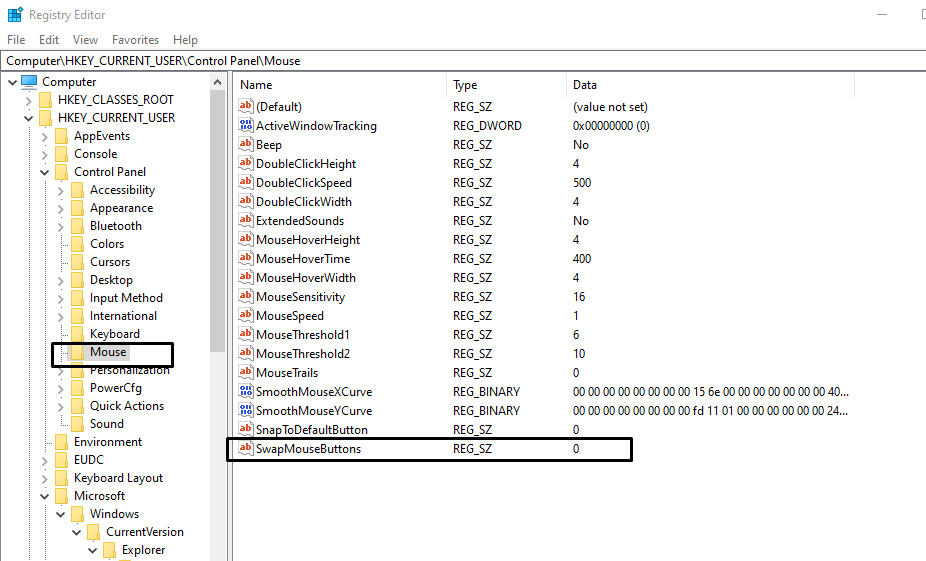 Registry Editor
File Edit View Favorites Help
Computer\HKEY_CURRENT_USER\Control Panel\Mouse
Computer
HKEY_CLASSES_ROOT
HKEY_CURRENT_USER
AppEvents
Console
Control Panel
Accessibility
Appearance
Bluetooth
Colors
Cursors
Desktop
Input Method
International
Keyboard
Mouse
Personalization
PowerCfg
Quick Actions
Sound
Environment
EUDC
Keyboard Layout
Microsoft
Windows
CurrentVersion
Explorer
Name Type Data
(Default) REG_SZ (value not set)
ActiveWindowTracking REG_DWORD 0x00000000 (0)
Beep REG_SZ No
DoubleClickHeight REG_SZ 4
DoubleClickSpeed REG_SZ 500
DoubleClickWidth REG_SZ 4
ExtendedSounds REG_SZ No
MouseHoverHeight REG_SZ 4
MouseHoverTime REG_SZ 400
MouseHoverWidth REG_SZ 4
MouseSensitivity REG_SZ 16
MouseSpeed REG_SZ 1
MouseThreshold1 REG_SZ 6
MouseThreshold2 REG_SZ 10
MouseTrails REG_SZ 0
SmoothMouseXCurve REG_BINARY 00 00 00 00 00 00 00 00 15 6e 00 00 00 00 00 00 40...
SmoothMouseYCurve REG_BINARY 00 00 00 00 00 00 00 00 fd 11 01 00 00 00 00 00 24...
SnapToDefaultButton REG_SZ 0
SwapMouseButtons REG_SZ 0